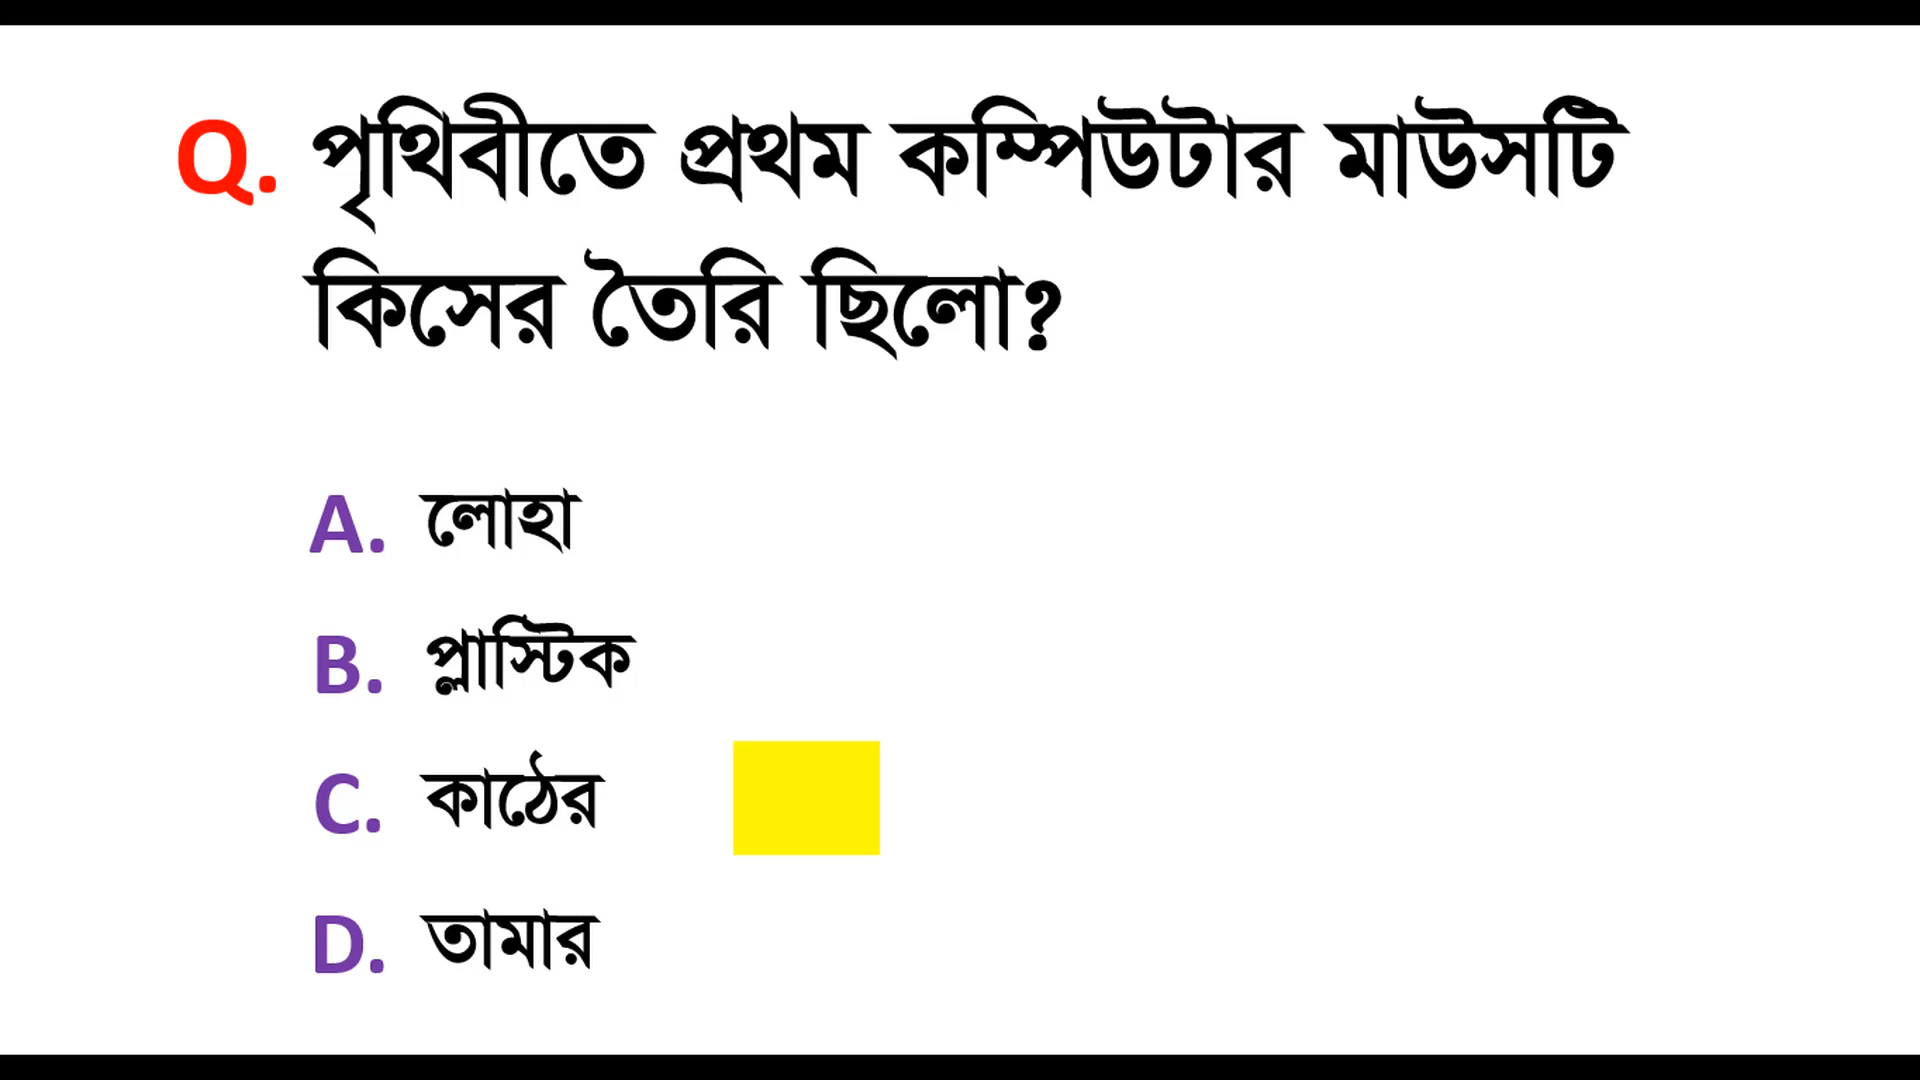 Q. পৃথিবীতে প্রথম কম্পিউটার মাউসটি
কিসের তৈরি ছিলো?
A. লোহা
B. প্লাস্টিক
C. কাঠের
D. তামার